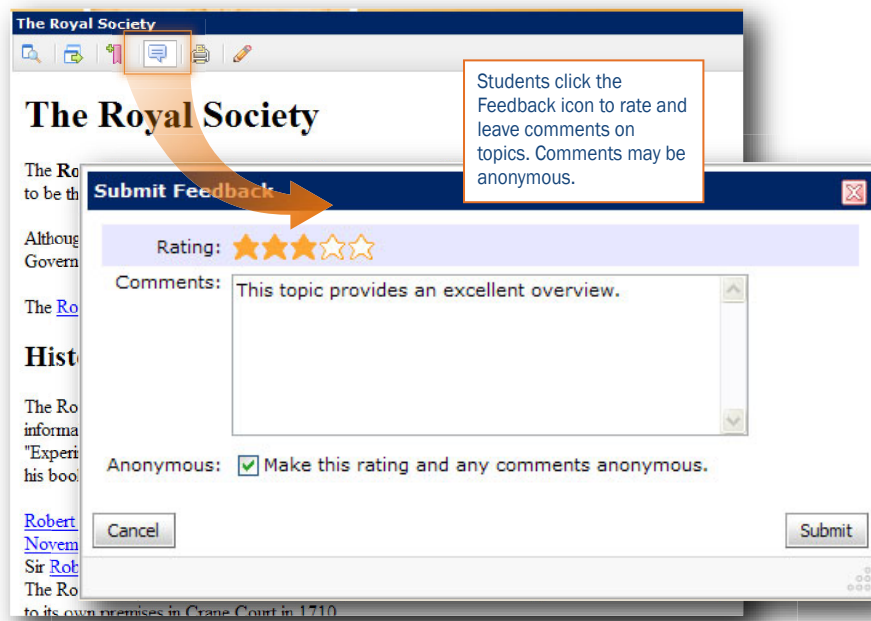 The Royal Society
The Royal Society
Students click the
Feedback icon to rate and
leave comments on
topics. Comments may be
anonymous.
The Ro
to be th
Althoug
Govern
The Ro
Hist
The Ro
informa
"Experi
his boo
Robert
Novem
Sir Rob
The Ro
to its own premises in Crane Court in 1710
Submit Feedback
Rating:
Comments:
This topic provides an excellent overview.
Anonymous: Make this rating and any comments anonymous.
Cancel Submit